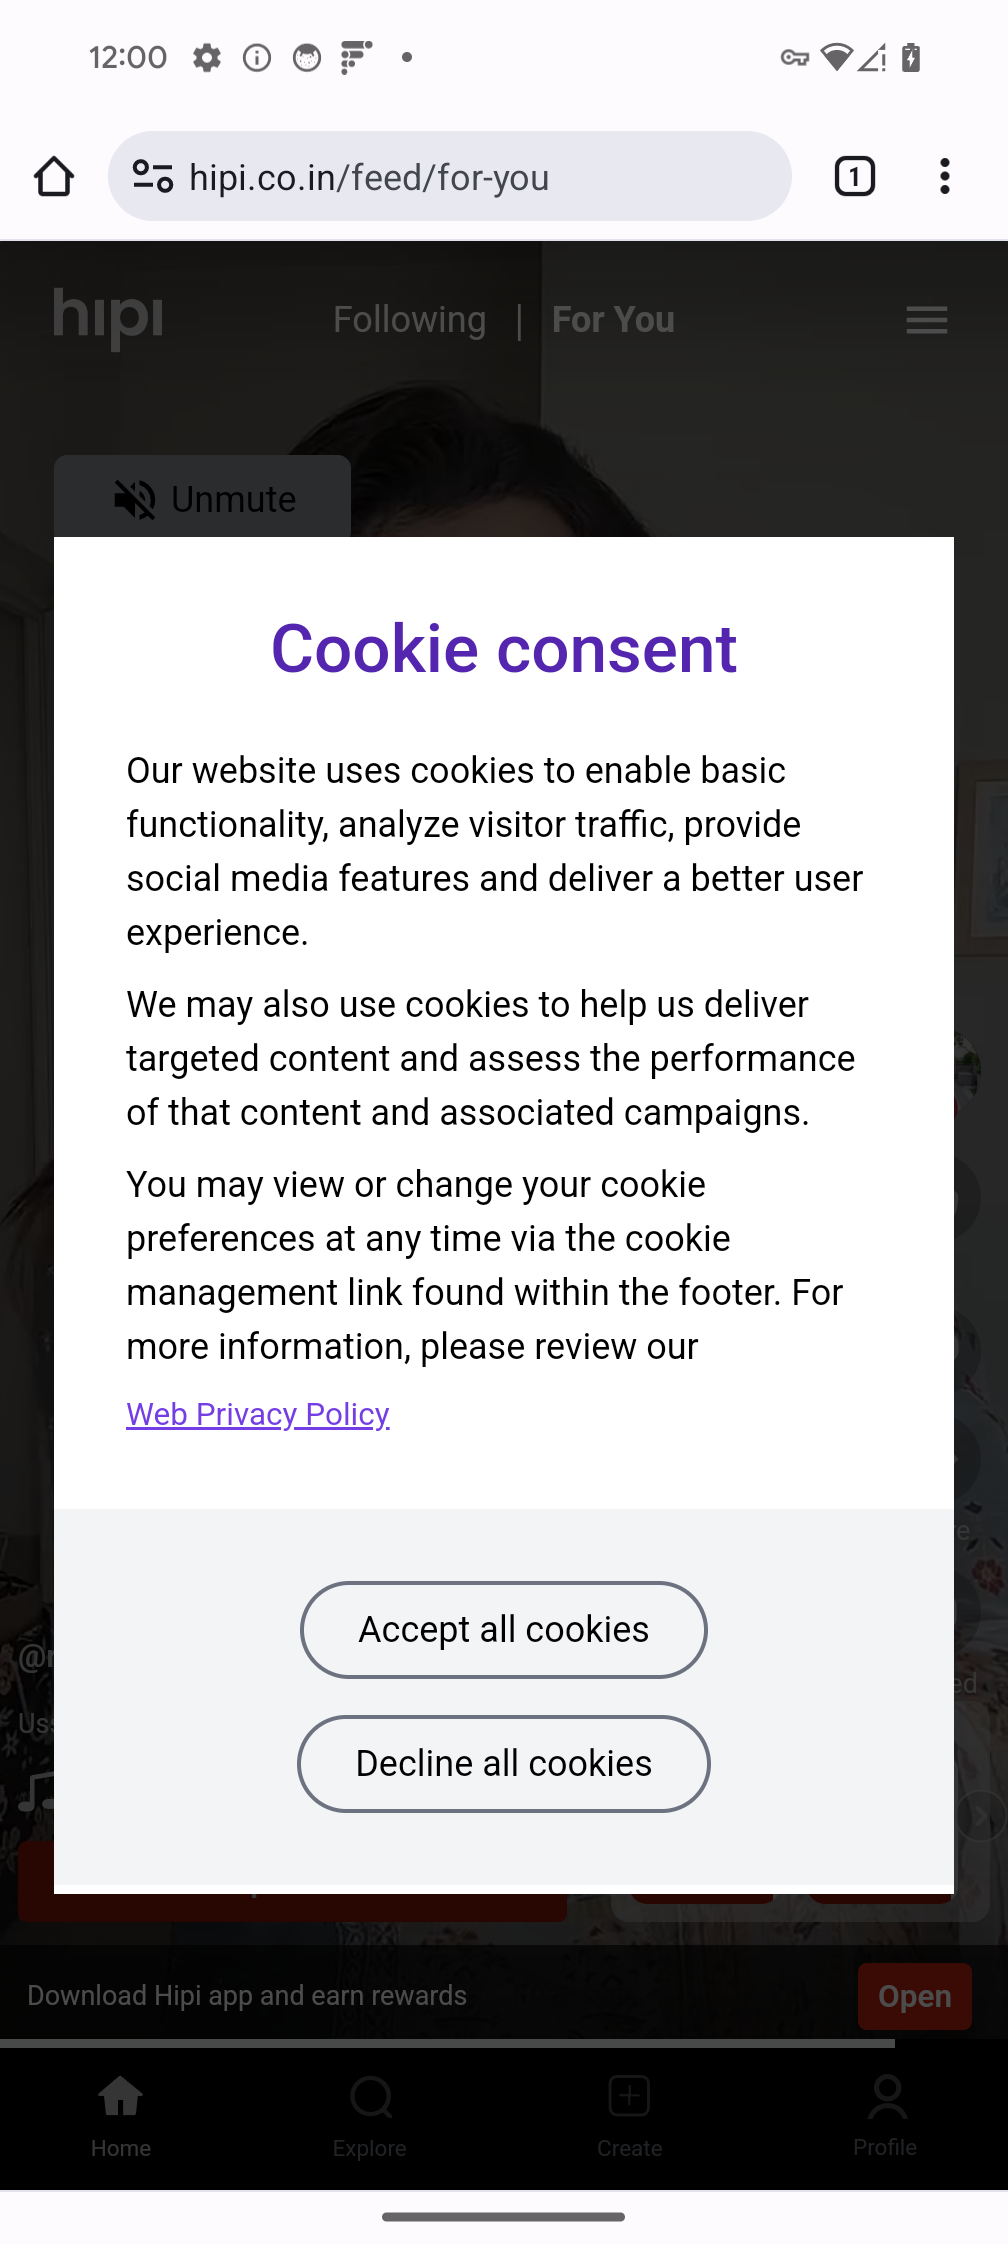 12:00
hipi.co.in/feed/for-you
1
hipi
Following | For You
Unmute
Cookie consent
Our website uses cookies to enable basic
functionality, analyze visitor traffic, provide
social media features and deliver a better user
experience.
We may also use cookies to help us deliver
targeted content and assess the performance
of that content and associated campaigns.
You may view or change your cookie
preferences at any time via the cookie
management link found within the footer. For
more information, please review our
Web Privacy Policy
Accept all cookies
Decline all cookies
Download Hipi app and earn rewards
Open
Home
Explore
Create
Profile